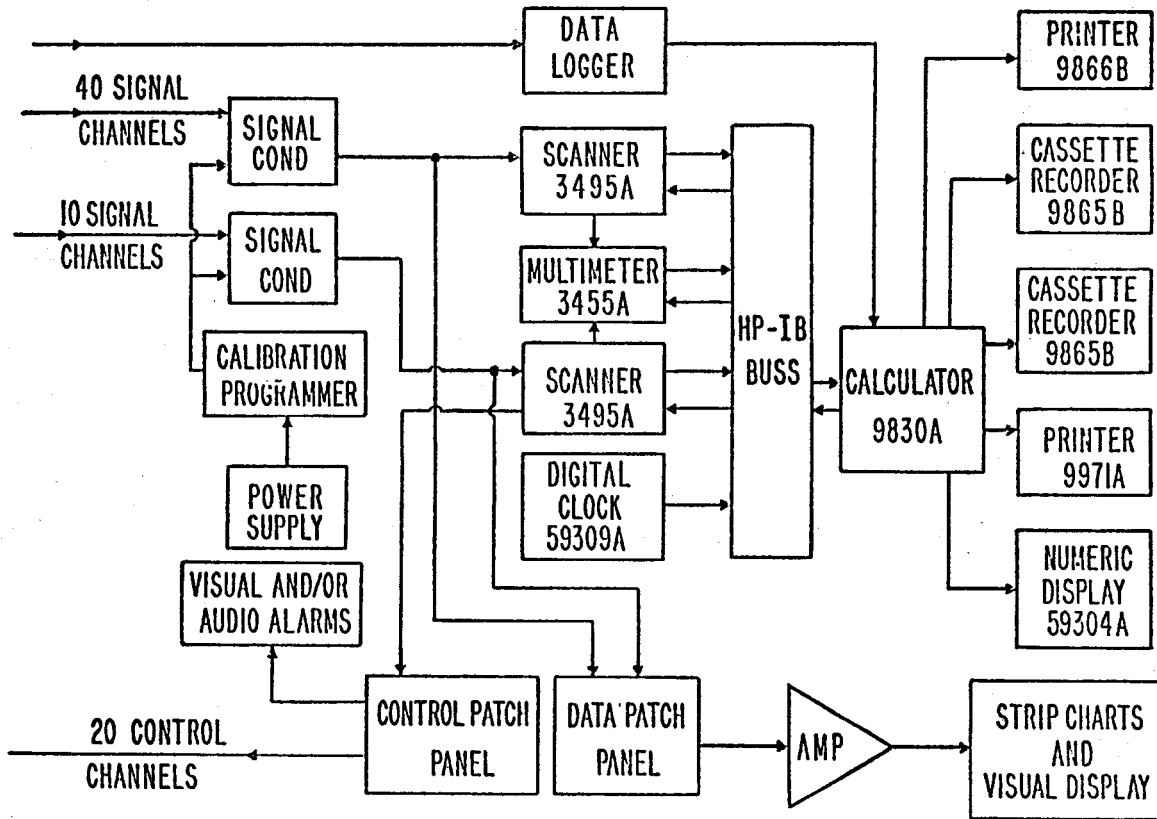 DATA
LOGGER
PRINTER
9866B
40 SIGNAL
CHANNELS
SIGNAL
COND
SCANNER
3495A
CASSETTE
RECORDER
9865B
10 SIGNAL
CHANNELS
SIGNAL
COND
MULTIMETER
3455A
HP-IB
BUSS
CASSETTE
RECORDER
9865B
CALIBRATION
PROGRAMMER
SCANNER
3495A
CALCULATOR
9830A
PRINTER
9971A
POWER
SUPPLY
DIGITAL
CLOCK
59309A
NUMERIC
DISPLAY
59304A
VISUAL AND/OR
AUDIO ALARMS
20 CONTROL
CHANNELS
CONTROL PATCH
PANEL
DATA PATCH
PANEL
AMP
STRIP CHARTS
AND
VISUAL DISPLAY